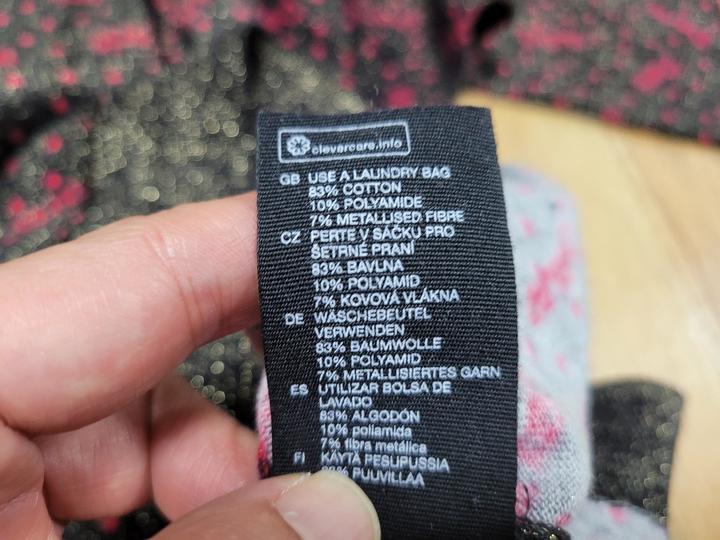 clevercare.info
GB USE A LAUNDRY BAG
83% COTTON
10% POLYAMIDE
7% METALLISED FIBRE
CZ PERTE V SÁČKU PRO
ŠETRNÉ PRANÍ
83% BAVLNA
10% POLYAMID
7% KOVOVÁ VLÁKNA
DE WÄSCHEBEUTEL
VERWENDEN
83% BAUMWOLLE
10% POLYAMID
7% METALLISIERTES GARN
ES UTILIZAR BOLSA DE
LAVADO
83% ALGODÓN
10% poliamida
7% fibra metálica
FI KÄYTÄ PESUPUSSIA
PUUVILLAA